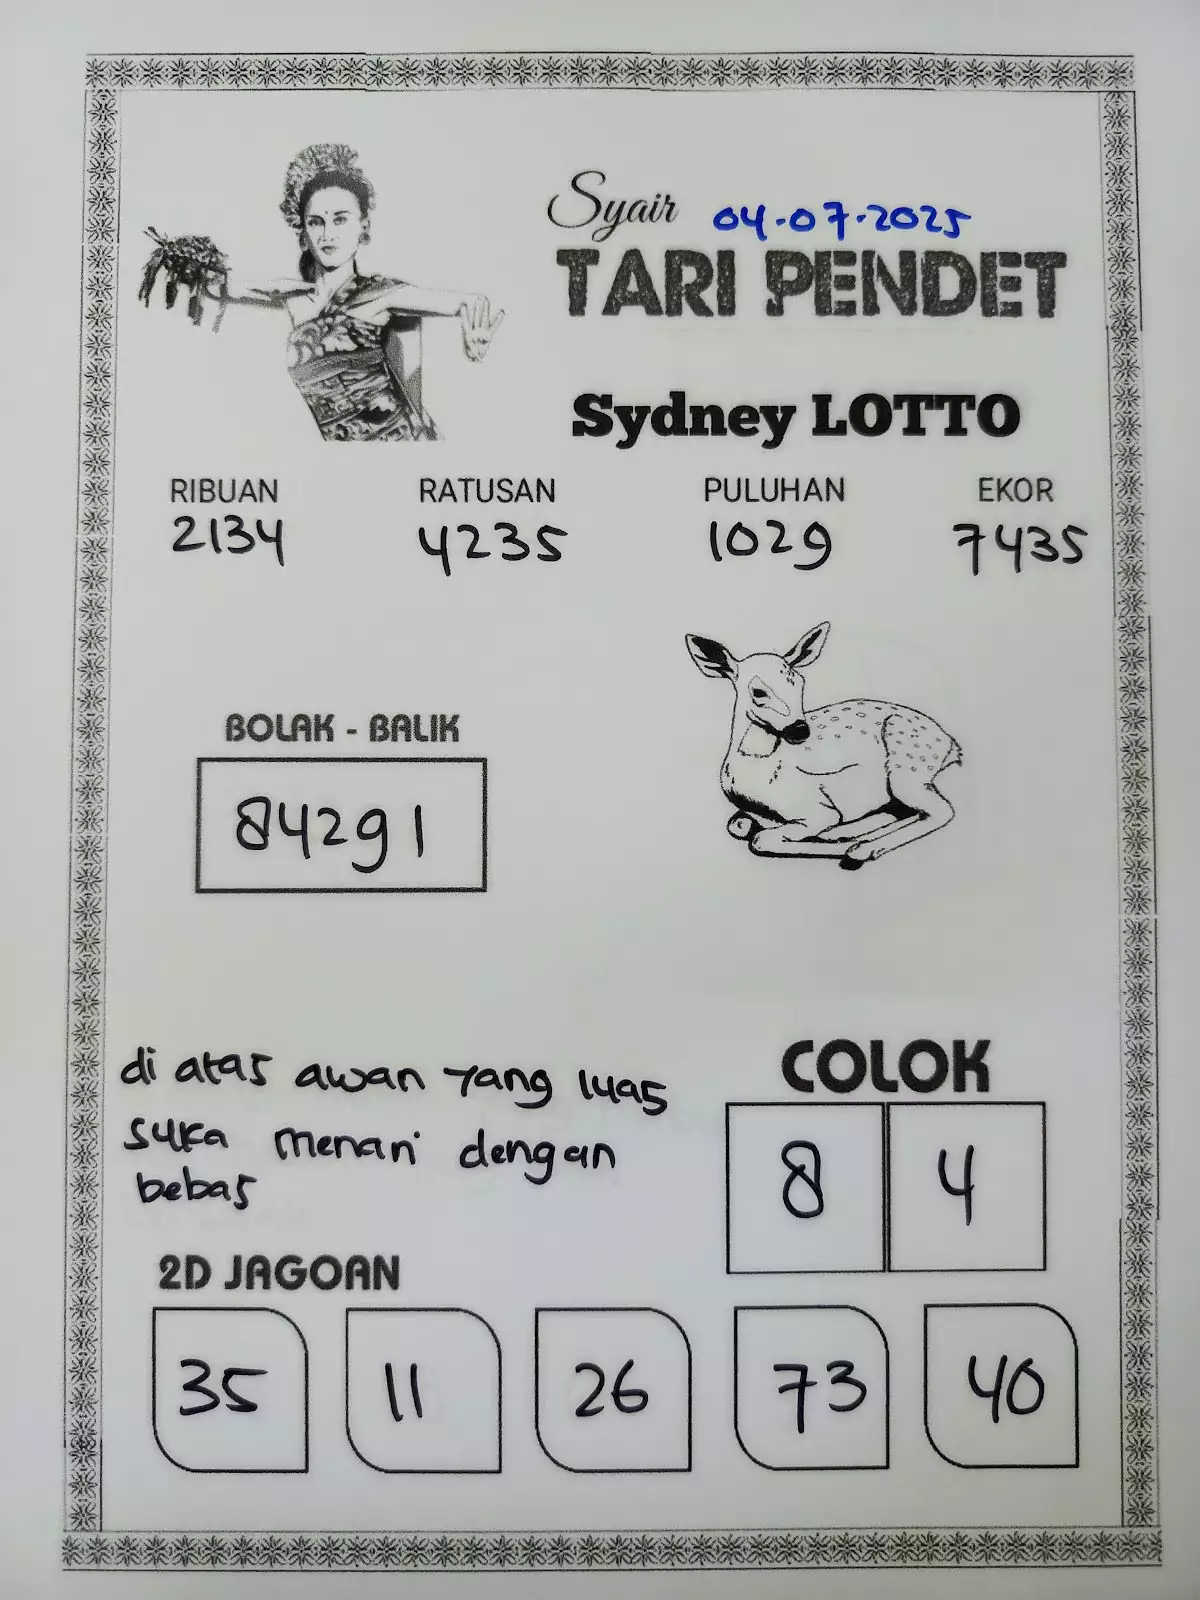 Syair 04-07-2025
TARI PENDET
Sydney LOTTO
RIBUAN RATUSAN PULUHAN EKOR
2134 4235 1029 7435
BOLAK - BALIK
84291
di atas awan yang luas
suka menari dengan
bebas
COLOK
8 4
2D JAGOAN
35 11 26 73 40